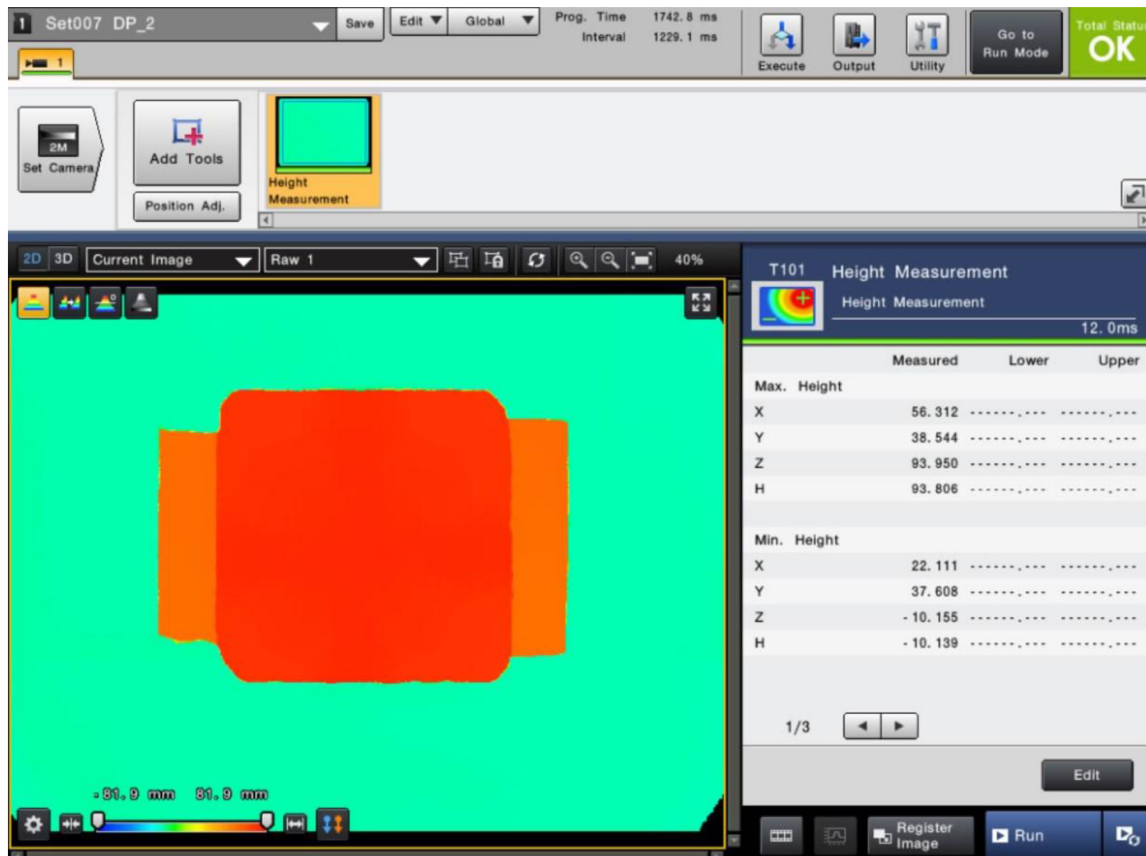 1 Set007 DP_2
Save
Edit
Global
Prog. Time 1742.8 ms
Interval 1229.1 ms
Execute
Output
Utility
Go to
Run Mode
Total Status
OK
1
2M
Set Camera
Add Tools
Position Adj.
Height
Measurement
2D 3D
Current Image
Raw 1
40%
T101 Height Measurement
Height Measurement
12.0ms
Measured Lower Upper
Max. Height
X 56.312 ------.--- ------.---
Y 38.544 ------.--- ------.---
Z 93.950 ------.--- ------.---
H 93.806 ------.--- ------.---
Min. Height
X 22.111 ------.--- ------.---
Y 37.608 ------.--- ------.---
Z -10.155 ------.--- ------.---
H -10.139 ------.--- ------.---
1/3
Edit
-81.9 mm 81.9 mm
Register
Image
Run